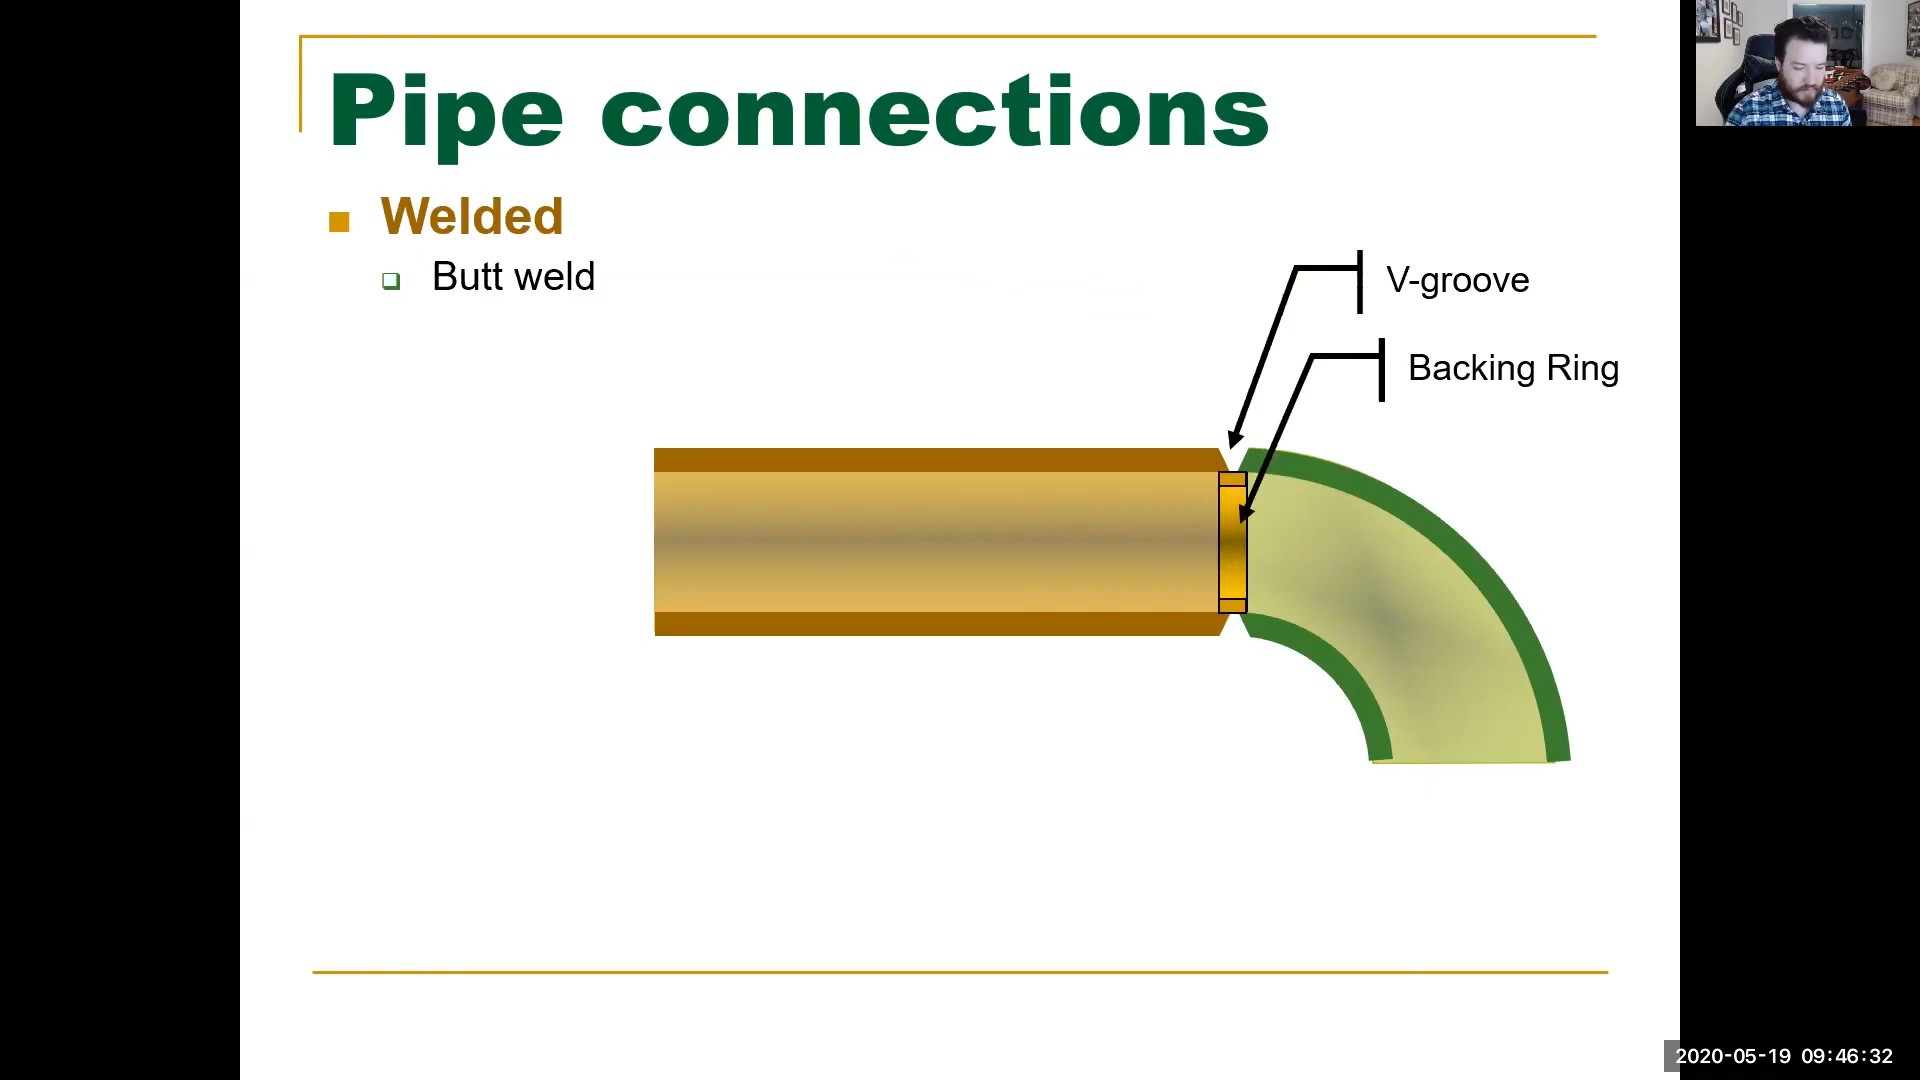 Pipe connections
Welded
Butt weld
V-groove
Backing Ring
2020-05-19 09:46:32